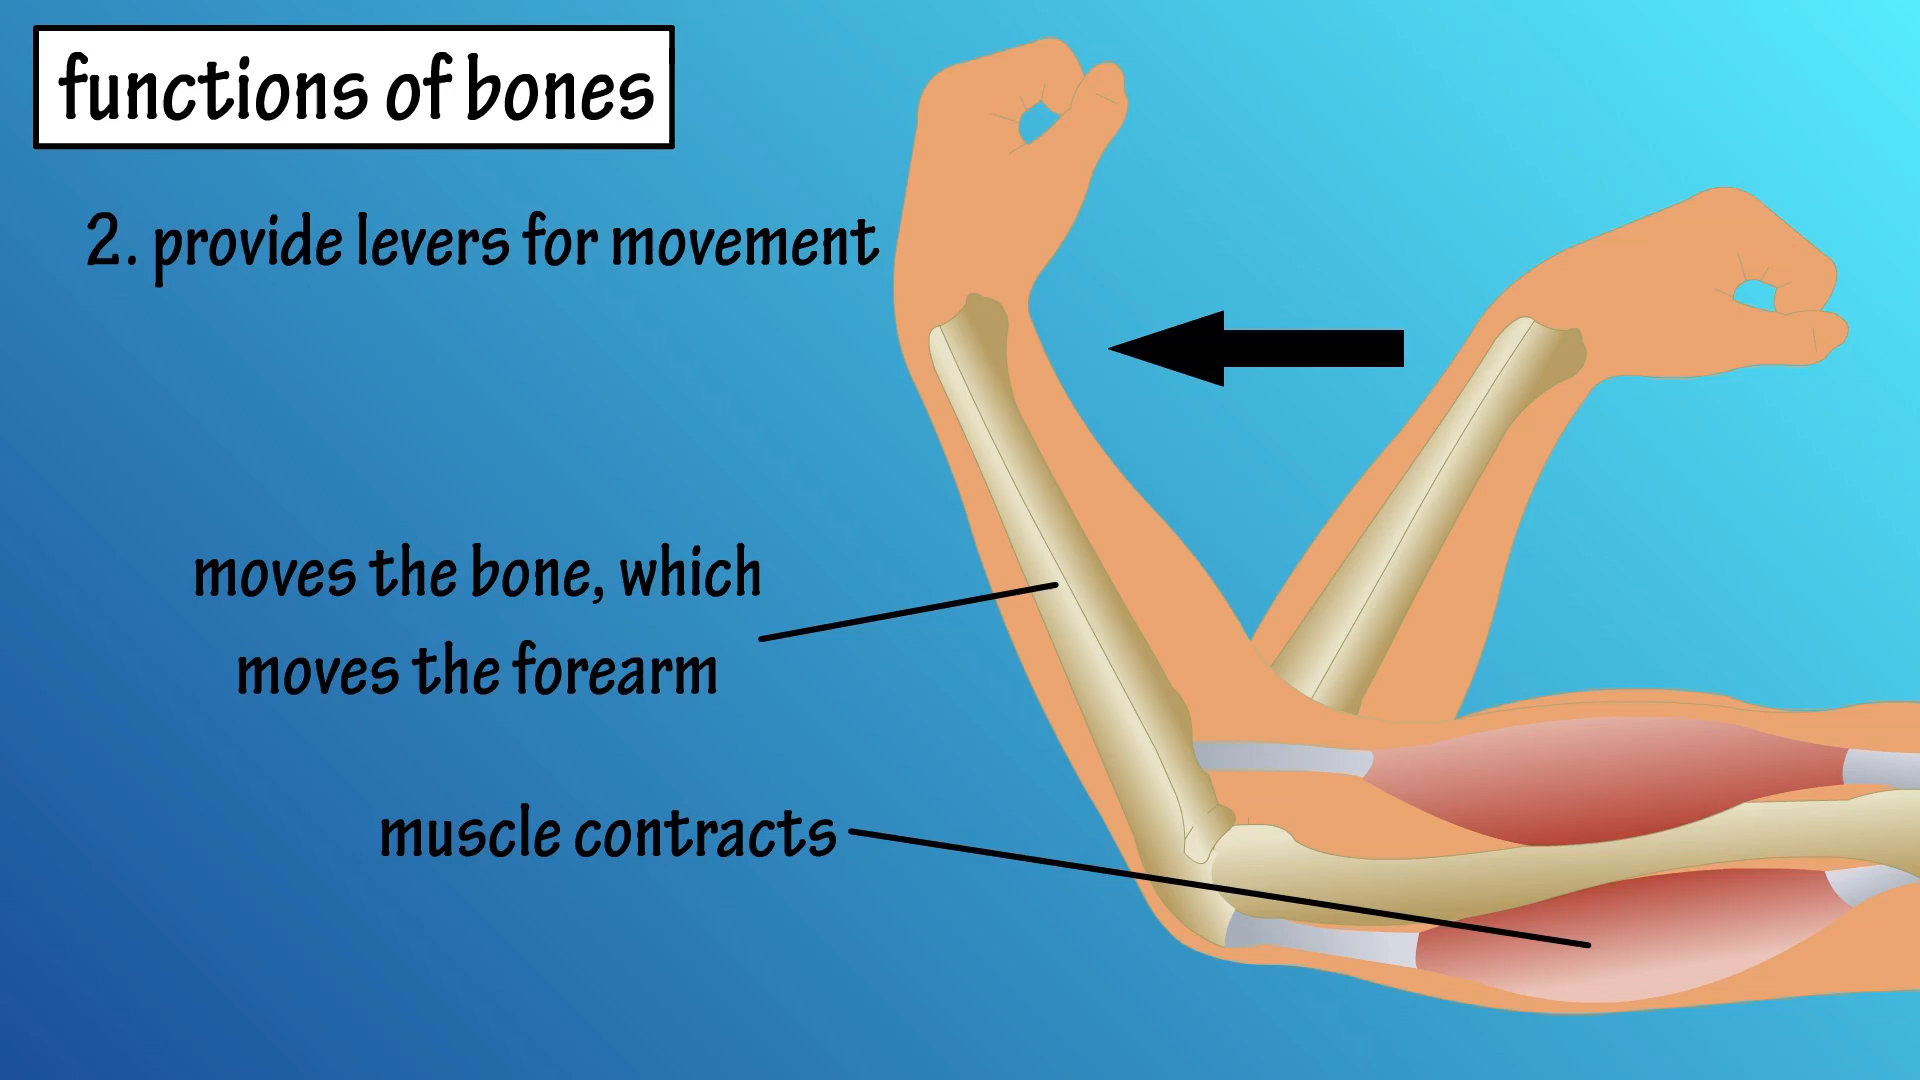 functions of bones
2. provide levers for movement
moves the bone, which
moves the forearm
muscle contracts